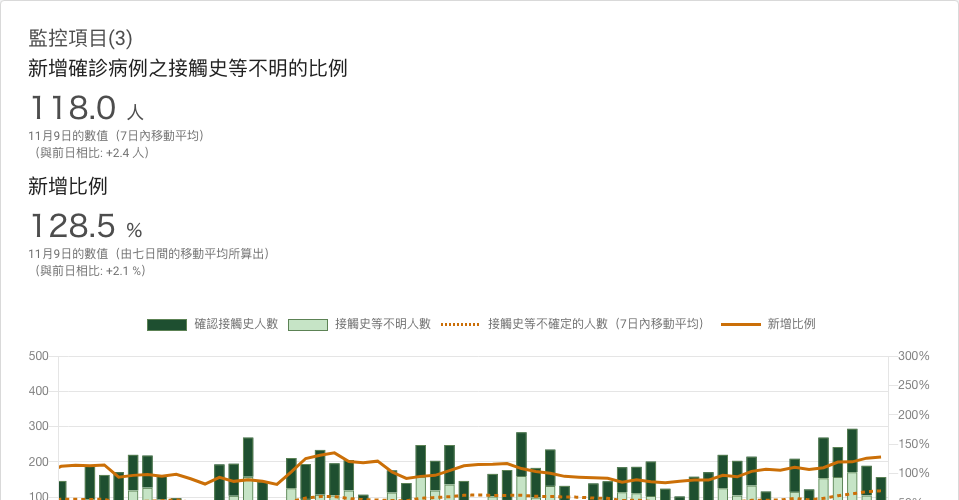 監控項目(3)
新增確診病例之接觸史等不明的比例
118.0 人
11月9日的數值（7日內移動平均）
（與前日相比: +2.4 人）
新增比例
128.5 %
11月9日的數值（由七日間的移動平均所算出）
（與前日相比: +2.1 %）
確認接觸史人數 接觸史等不明人數 接觸史等不確定的人數（7日內移動平均） 新增比例
500 300%
250%
400
200%
300
150%
200
100%
100